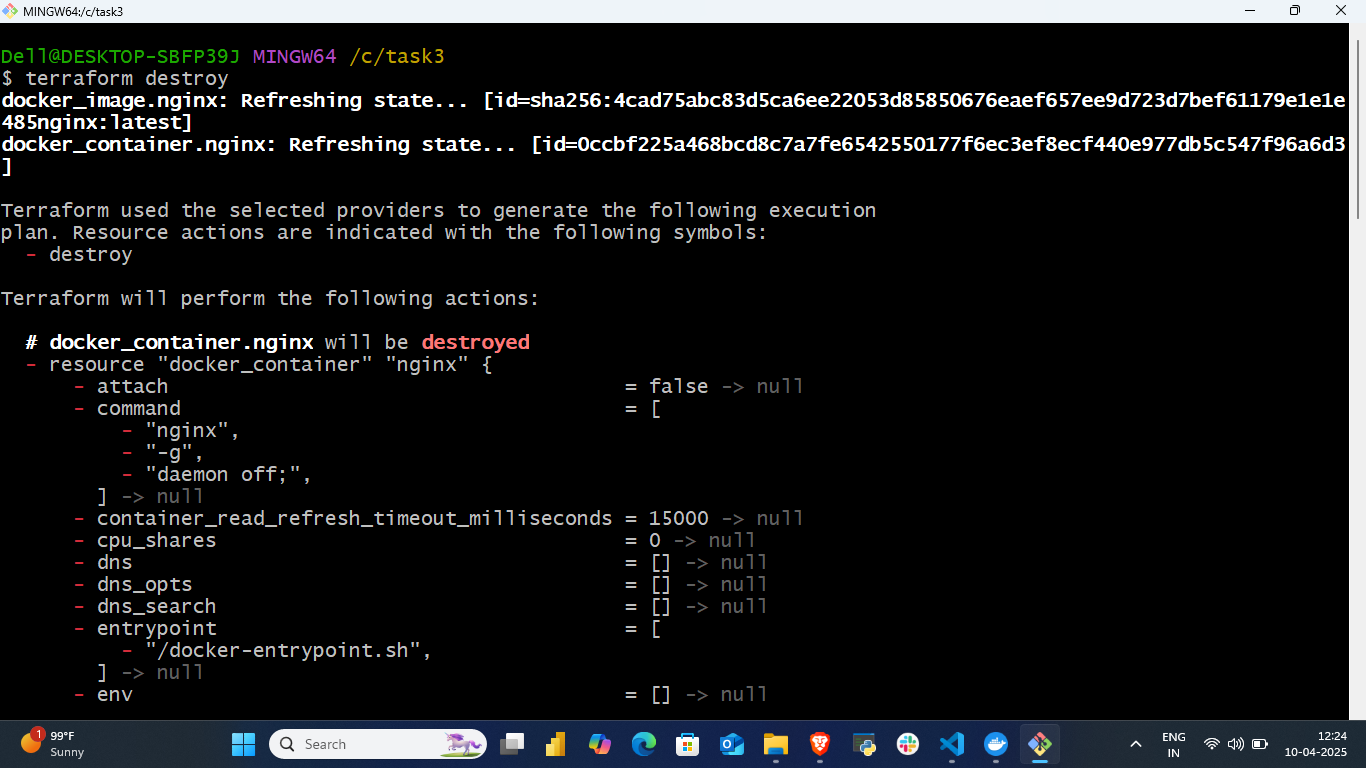 MINGW64:/c/task3
Dell@DESKTOP-SBFP39J MINGW64 /c/task3
$ terraform destroy
docker_image.nginx: Refreshing state... [id=sha256:4cad75abc83d5ca6ee22053d85850676eaef657ee9d723d7bef61179e1e1e
485nginx:latest]
docker_container.nginx: Refreshing state... [id=0ccbf225a468bcd8c7a7fe6542550177f6ec3ef8ecf440e977db5c547f96a6d3
]
Terraform used the selected providers to generate the following execution
plan. Resource actions are indicated with the following symbols:
  - destroy
Terraform will perform the following actions:
  # docker_container.nginx will be destroyed
  - resource "docker_container" "nginx" {
      - attach                                      = false -> null
      - command                                     = [
          - "nginx",
          - "-g",
          - "daemon off;",
        ] -> null
      - container_read_refresh_timeout_milliseconds = 15000 -> null
      - cpu_shares                                  = 0 -> null
      - dns                                         = [] -> null
      - dns_opts                                    = [] -> null
      - dns_search                                  = [] -> null
      - entrypoint                                  = [
          - "/docker-entrypoint.sh",
        ] -> null
      - env                                         = [] -> null
1
99°F
Sunny
Search
ENG
IN
12:24
10-04-2025